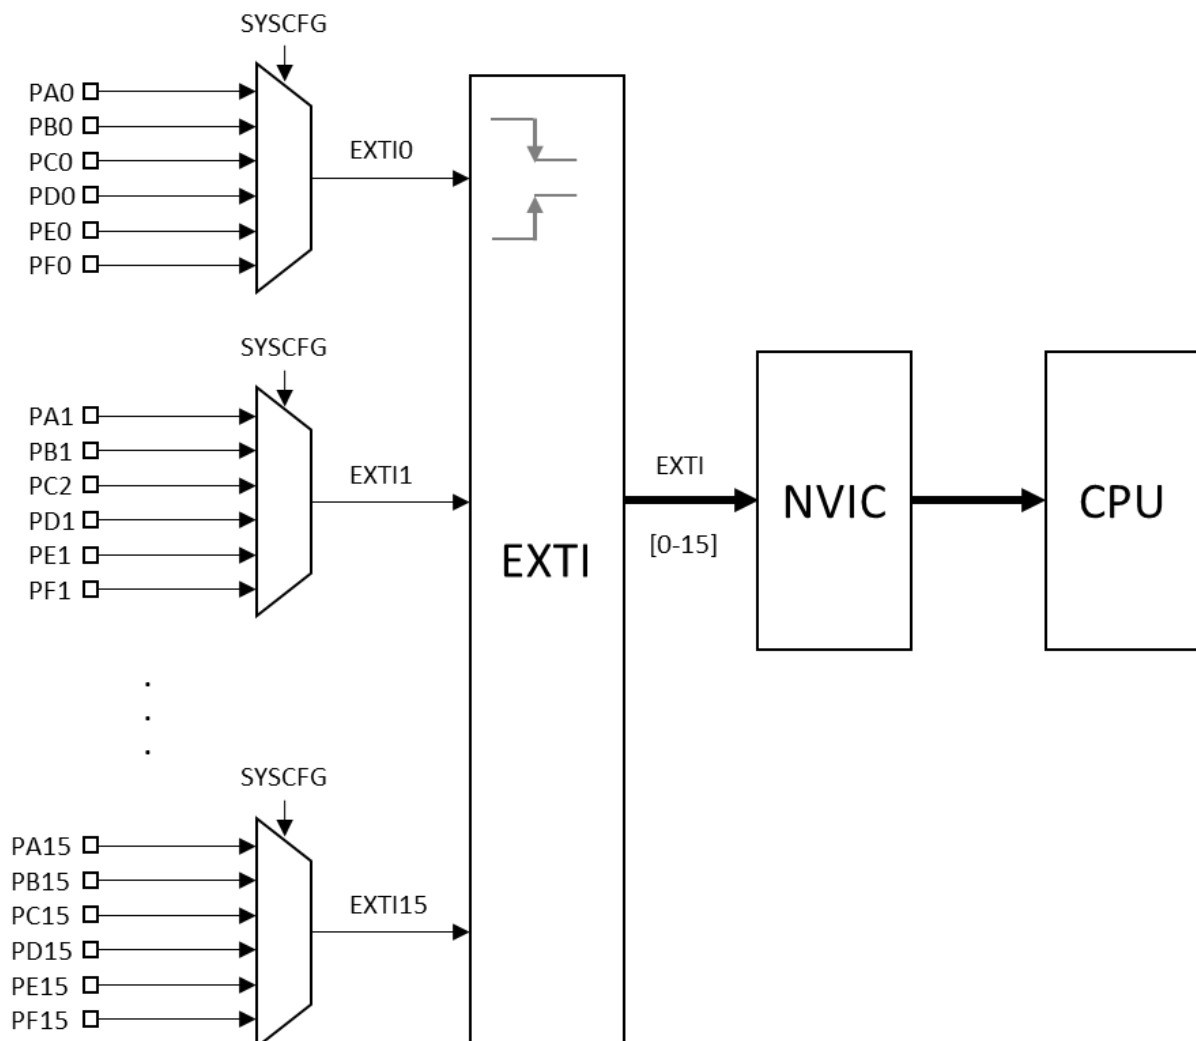 SYSCFG
PA0
PB0
PC0
PD0
PE0
PF0
EXTI0
SYSCFG
PA1
PB1
PC2
PD1
PE1
PF1
EXTI1
SYSCFG
PA15
PB15
PC15
PD15
PE15
PF15
EXTI15
EXTI
EXTI
[0-15]
NVIC
CPU